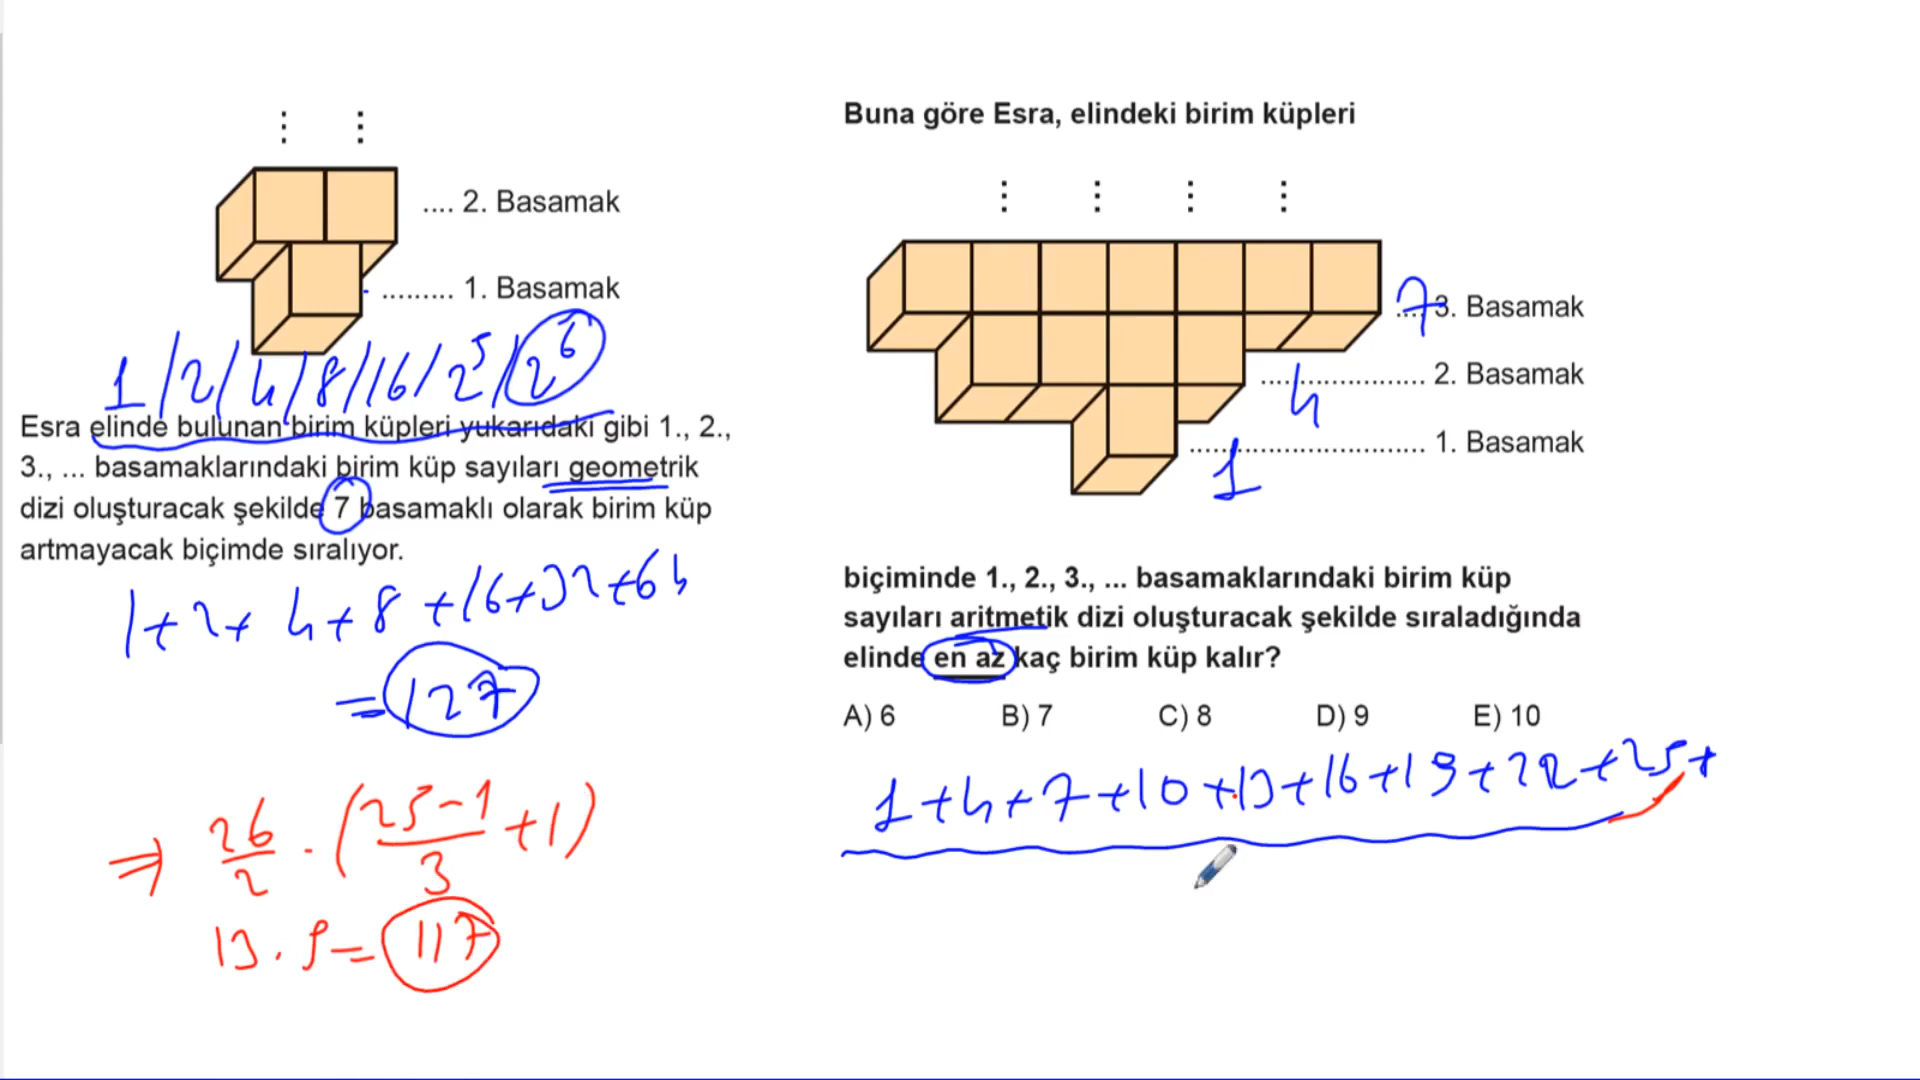 ⋮ ⋮
.... 2. Basamak
......... 1. Basamak
1 / 2 / 4 / 8 / 16 / 2⁵ / 2⁶
Esra elinde bulunan birim küpleri yukarıdaki gibi 1., 2.,
3., ... basamaklarındaki birim küp sayıları geometrik
dizi oluşturacak şekilde 7 basamaklı olarak birim küp
artmayacak biçimde sıralıyor.
1+2+4+8+16+32+64
=127
⇒ 26/2 · (25-1/3 +1)
13 . 9 = 117
Buna göre Esra, elindeki birim küpleri
⋮ ⋮ ⋮ ⋮
7 .... 3. Basamak
4 ...................... 2. Basamak
1 ............................... 1. Basamak
biçiminde 1., 2., 3., ... basamaklarındaki birim küp
sayıları aritmetik dizi oluşturacak şekilde sıraladığında
elinde en az kaç birim küp kalır?
A) 6 B) 7 C) 8 D) 9 E) 10
1+4+7+10+13+16+19+22+25+